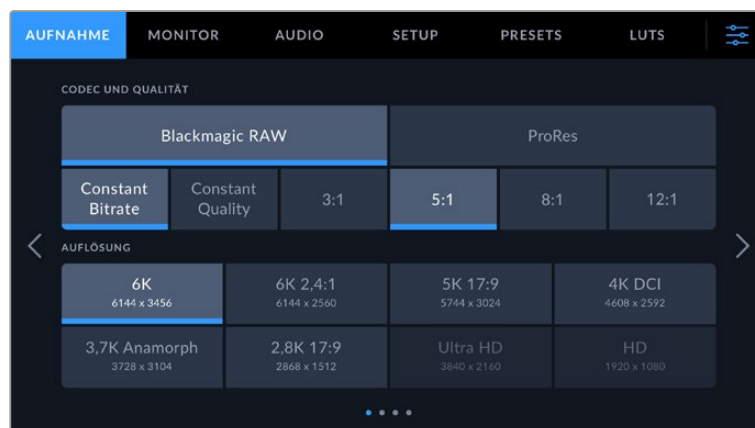 AUFNAHME MONITOR AUDIO SETUP PRESETS LUTS
CODEC UND QUALITÄT
Blackmagic RAW ProRes
Constant Bitrate Constant Quality 3:1 5:1 8:1 12:1
AUFLÖSUNG
6K 6K 2,4:1 5K 17:9 4K DCI
6144 x 3456 6144 x 2560 5744 x 3024 4608 x 2592
3,7K Anamorph 2,8K 17:9 Ultra HD HD
3728 x 3104 2868 x 1512 3840 x 2160 1920 x 1080